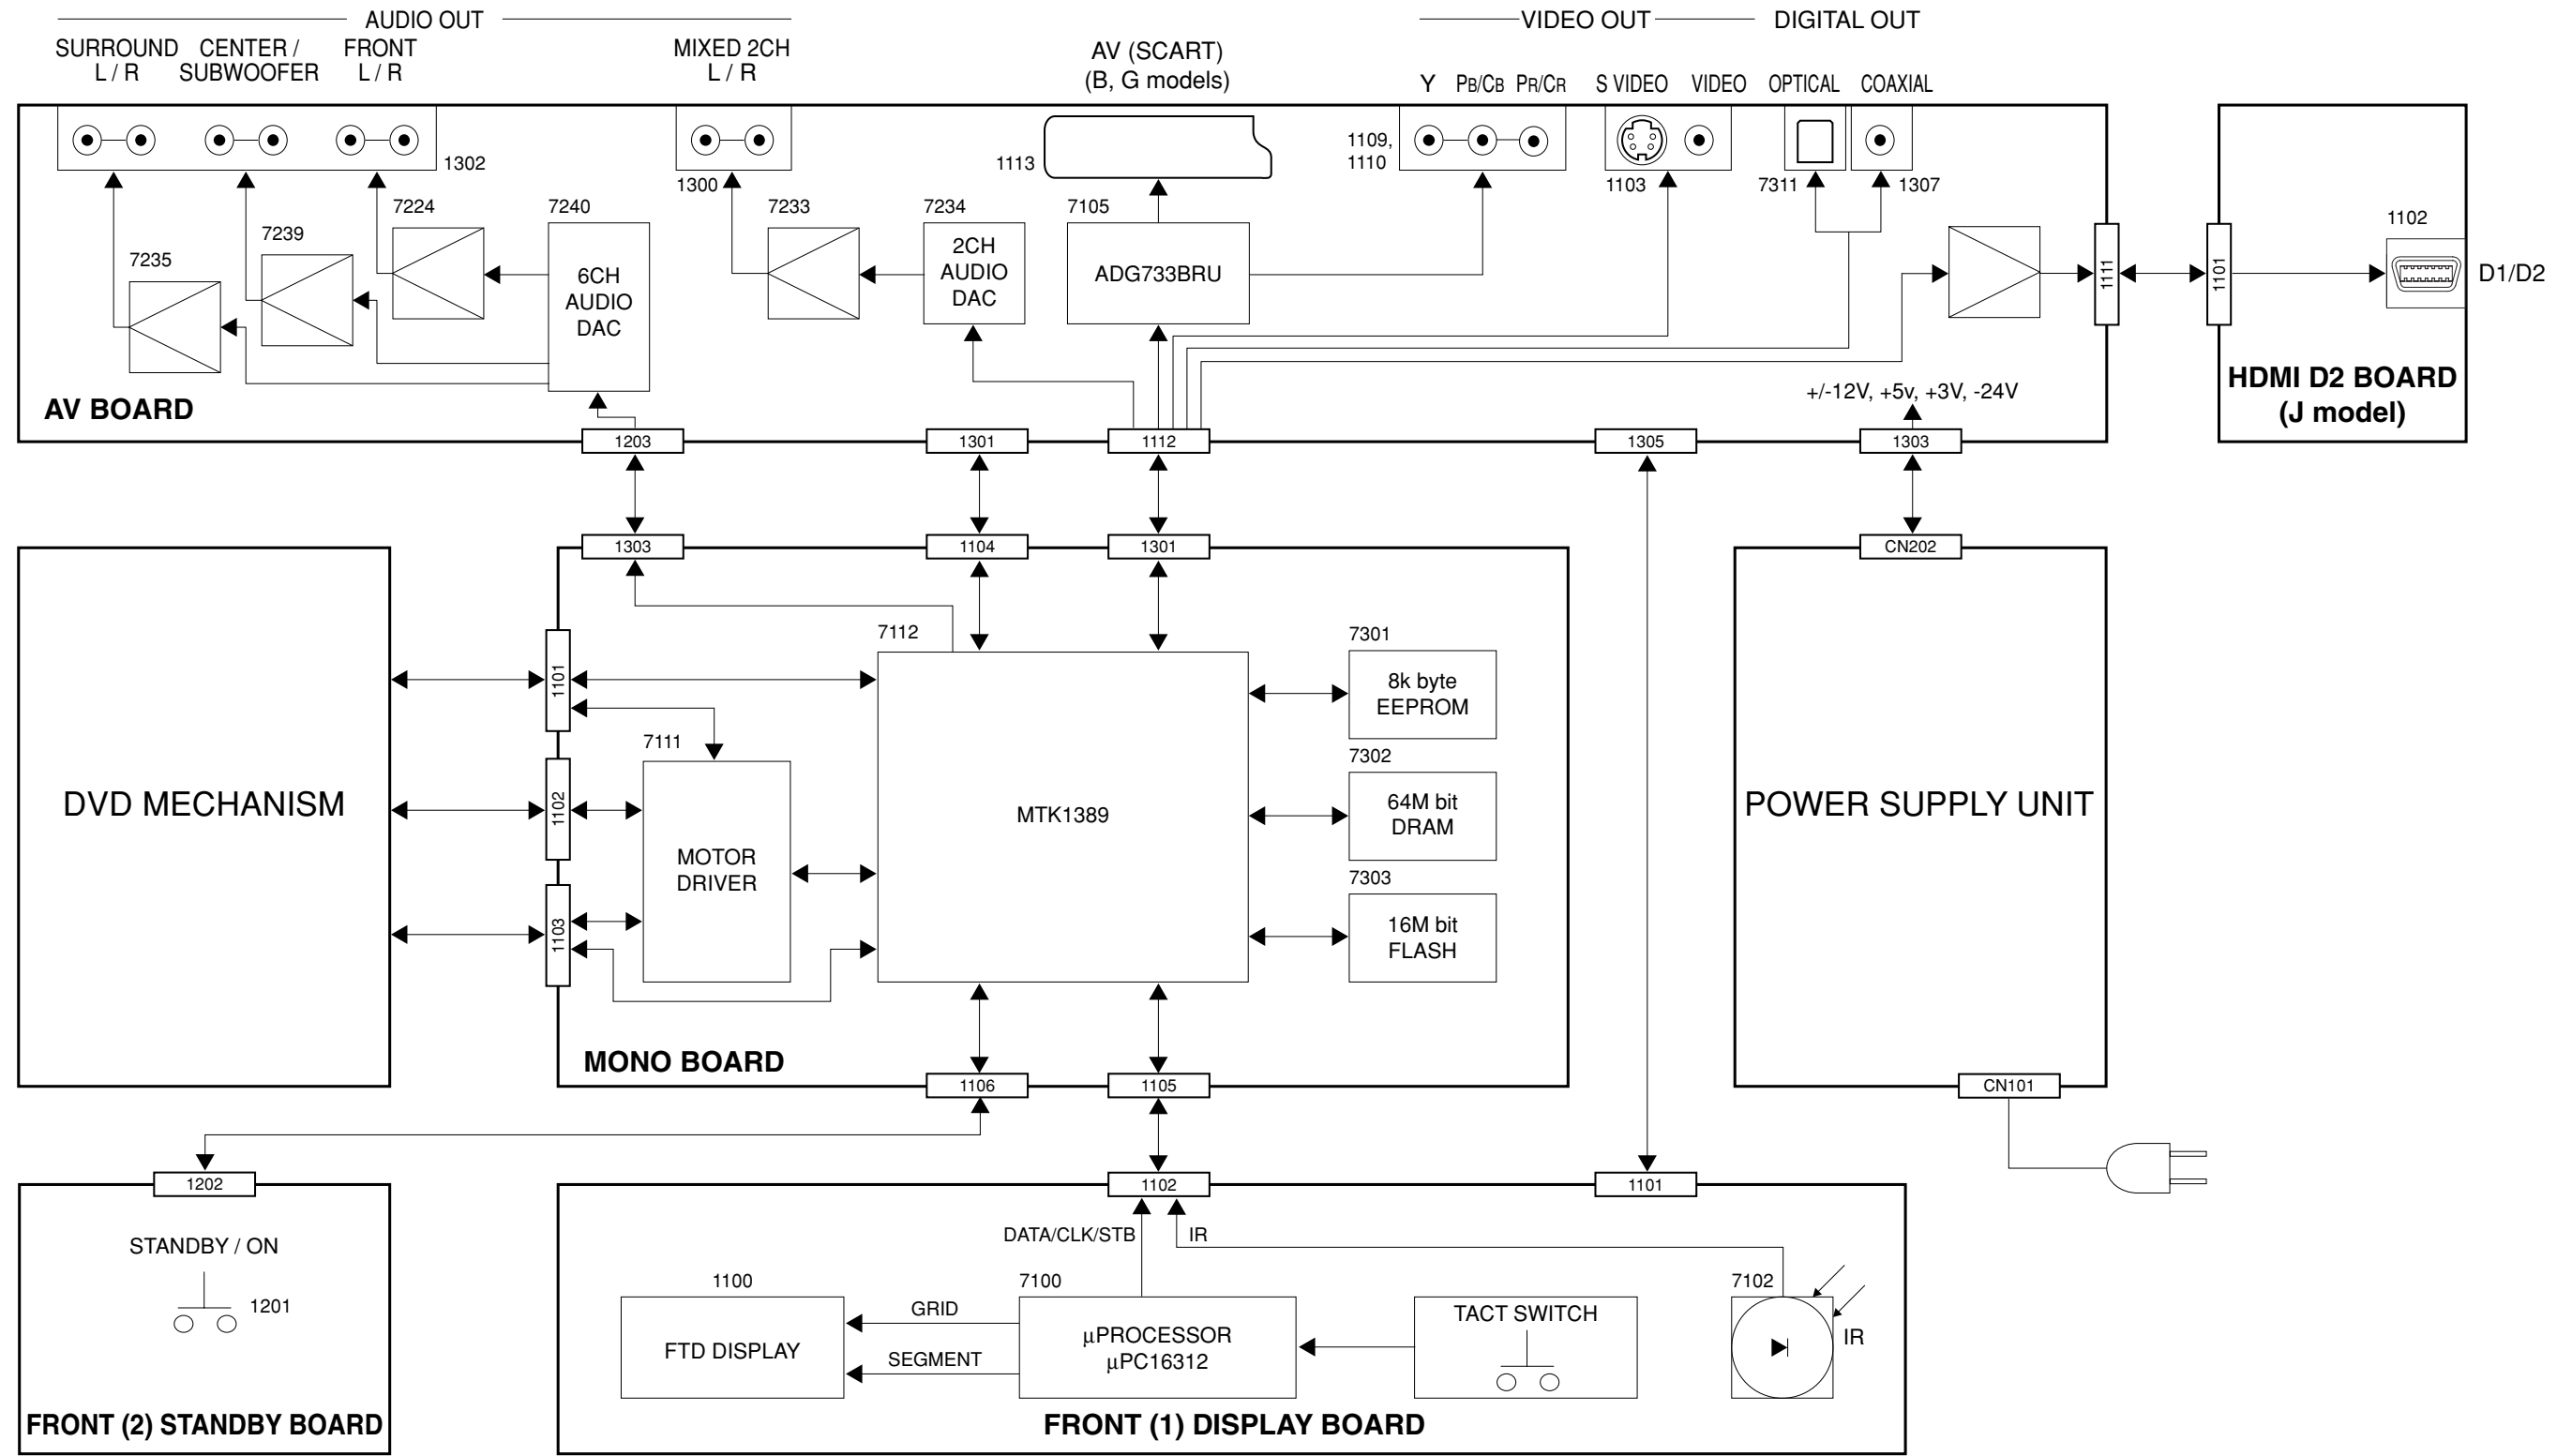 AUDIO OUT
VIDEO OUT
DIGITAL OUT
SURROUND
L / R
CENTER /
SUBWOOFER
FRONT
L / R
MIXED 2CH
L / R
AV (SCART)
(B, G models)
Y
PB/CB
PR/CR
S VIDEO
VIDEO
OPTICAL
COAXIAL
1302
1300
1113
1109,
1110
1103
7311
1307
7235
7239
7224
7240
6CH
AUDIO
DAC
7233
7234
2CH
AUDIO
DAC
7105
ADG733BRU
1111
1101
1102
D1/D2
HDMI D2 BOARD
(J model)
+/-12V, +5v, +3V, -24V
AV BOARD
1203
1301
1112
1305
1303
1303
1104
1301
CN202
DVD MECHANISM
1101
1102
1103
7112
MTK1389
7111
MOTOR
DRIVER
7301
8k byte
EEPROM
7302
64M bit
DRAM
7303
16M bit
FLASH
MONO BOARD
1106
1105
POWER SUPPLY UNIT
CN101
1202
STANDBY / ON
1201
FRONT (2) STANDBY BOARD
1102
1101
DATA/CLK/STB
IR
1100
FTD DISPLAY
GRID
SEGMENT
7100
µPROCESSOR
µPC16312
TACT SWITCH
7102
IR
FRONT (1) DISPLAY BOARD